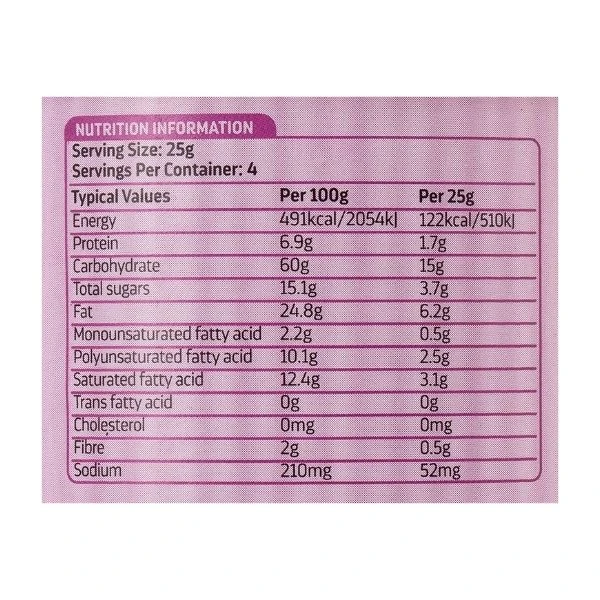 NUTRITION INFORMATION
Serving Size: 25g
Servings Per Container: 4
Typical Values Per 100g Per 25g
Energy 491kcal/2054kJ 122kcal/510kJ
Protein 6.9g 1.7g
Carbohydrate 60g 15g
Total sugars 15.1g 3.7g
Fat 24.8g 6.2g
Monounsaturated fatty acid 2.2g 0.5g
Polyunsaturated fatty acid 10.1g 2.5g
Saturated fatty acid 12.4g 3.1g
Trans fatty acid 0g 0g
Cholesterol 0mg 0mg
Fibre 2g 0.5g
Sodium 210mg 52mg